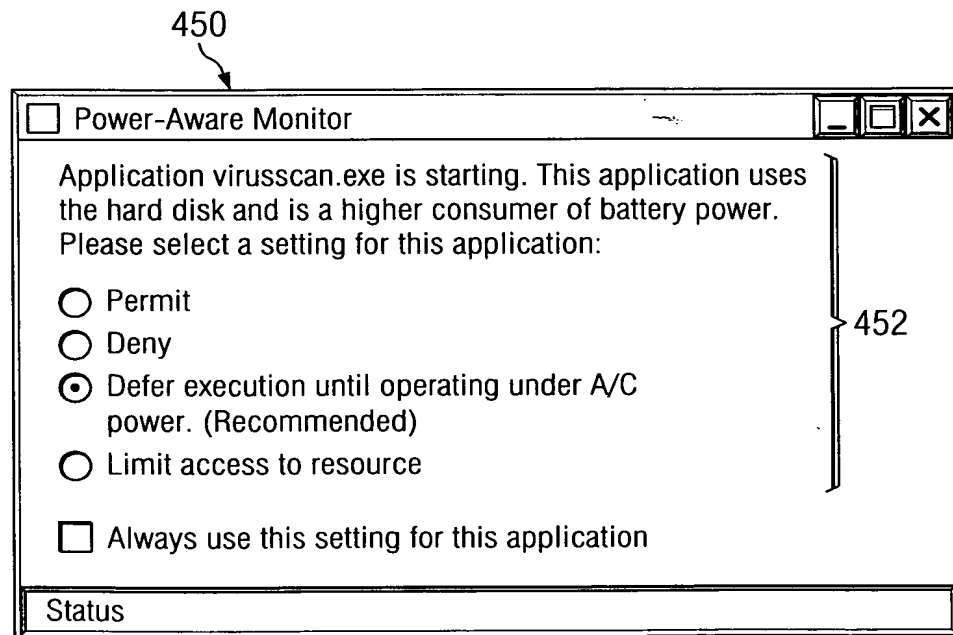 450
Power-Aware Monitor
Application virusscan.exe is starting. This application uses
the hard disk and is a higher consumer of battery power.
Please select a setting for this application:
Permit
Deny
Defer execution until operating under A/C
power. (Recommended)
Limit access to resource
452
Always use this setting for this application
Status